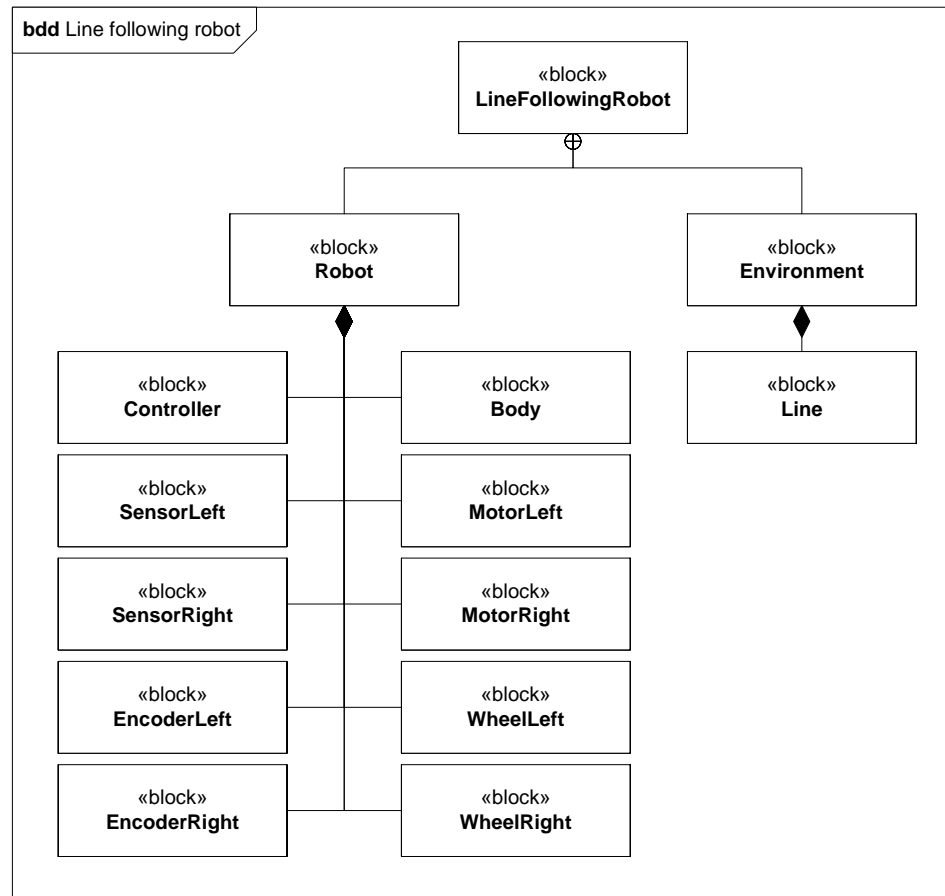 bdd Line following robot
«block»
LineFollowingRobot
«block»
Robot
«block»
Environment
«block»
Controller
«block»
Body
«block»
Line
«block»
SensorLeft
«block»
MotorLeft
«block»
SensorRight
«block»
MotorRight
«block»
EncoderLeft
«block»
WheelLeft
«block»
EncoderRight
«block»
WheelRight